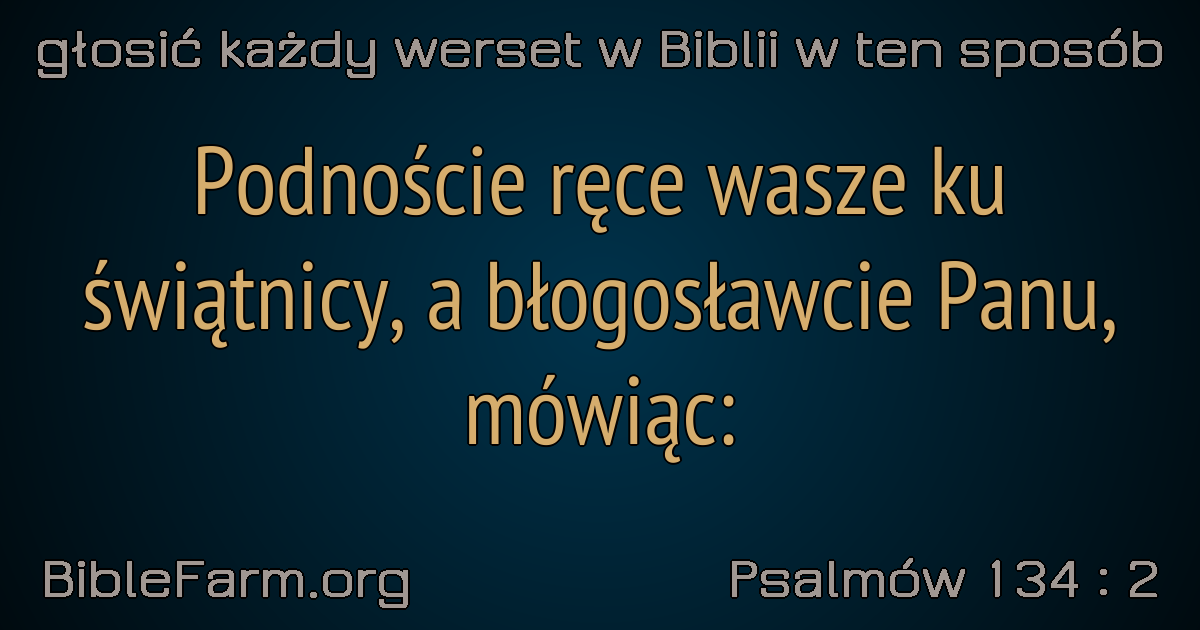 głosić każdy werset w Biblii w ten sposób
Podnoście ręce wasze ku
świątnicy, a błogosławcie Panu,
mówiąc:
BibleFarm.org
Psalmów 134 : 2